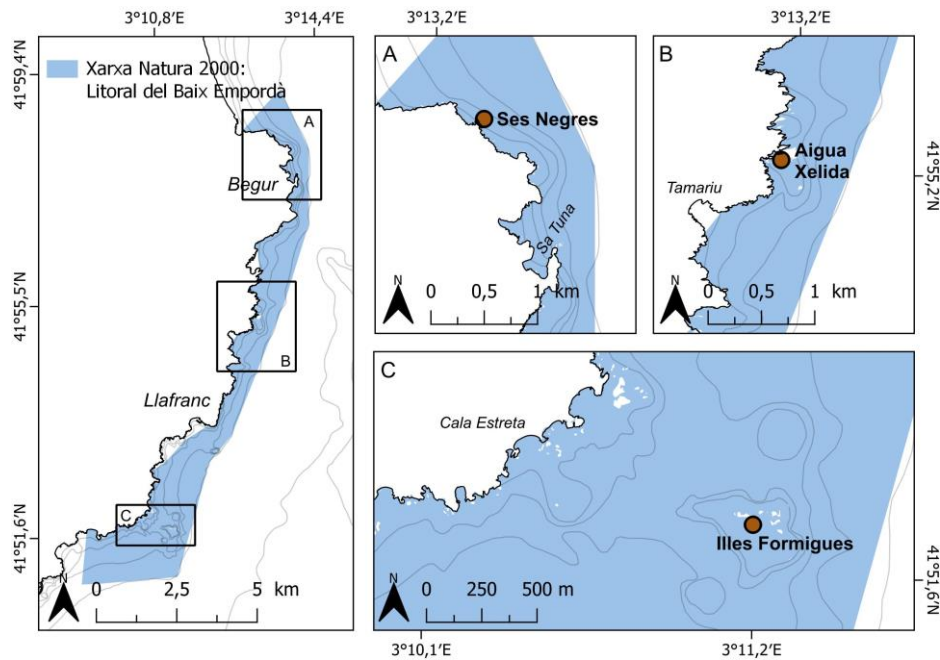 3°10,8'E
3°14,4'E
41°59,4'N
41°55,5'N
41°51,6'N
Xarxa Natura 2000:
Litoral del Baix Empordà
A
Begur
B
Llafranc
C
N
0
2,5
5
km
3°13,2'E
A
Ses Negres
Sa Tuna
N
0
0,5
1
km
3°13,2'E
B
Aigua
Xelida
Tamariu
41°55,2'N
N
0
0,5
1
km
C
Cala Estreta
Illes Formigues
N
0
250
500 m
41°51,6'N
3°10,1'E
3°11,2'E